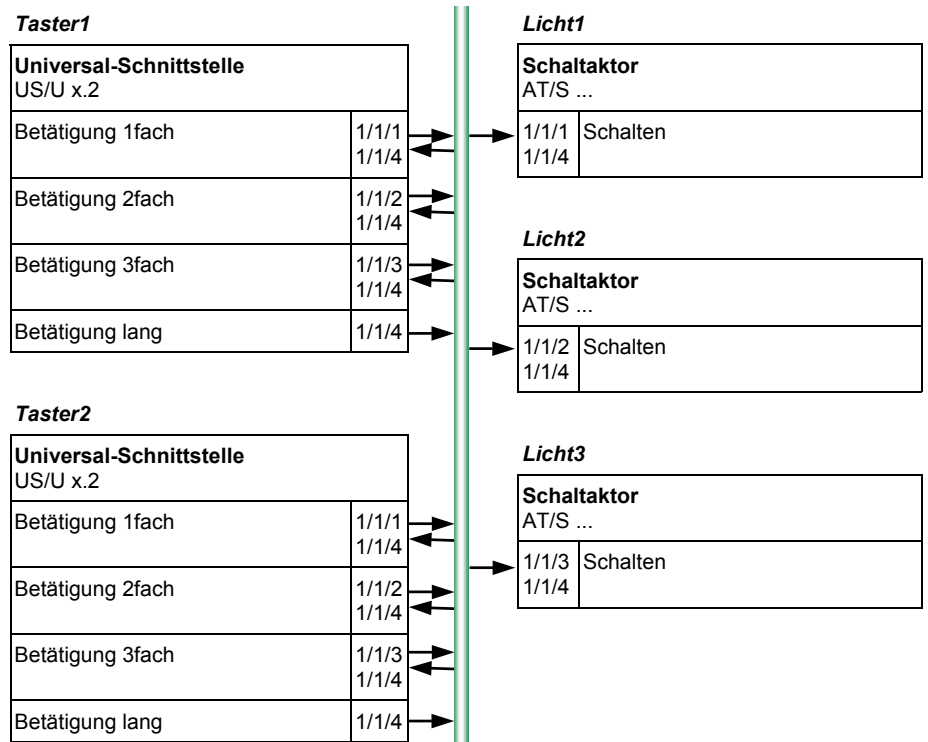 Taster1
Universal-Schnittstelle
US/U x.2
Betätigung 1fach 1/1/1
1/1/4
Betätigung 2fach 1/1/2
1/1/4
Betätigung 3fach 1/1/3
1/1/4
Betätigung lang 1/1/4
Taster2
Universal-Schnittstelle
US/U x.2
Betätigung 1fach 1/1/1
1/1/4
Betätigung 2fach 1/1/2
1/1/4
Betätigung 3fach 1/1/3
1/1/4
Betätigung lang 1/1/4
Licht1
Schaltaktor
AT/S ...
1/1/1 Schalten
1/1/4
Licht2
Schaltaktor
AT/S ...
1/1/2 Schalten
1/1/4
Licht3
Schaltaktor
AT/S ...
1/1/3 Schalten
1/1/4